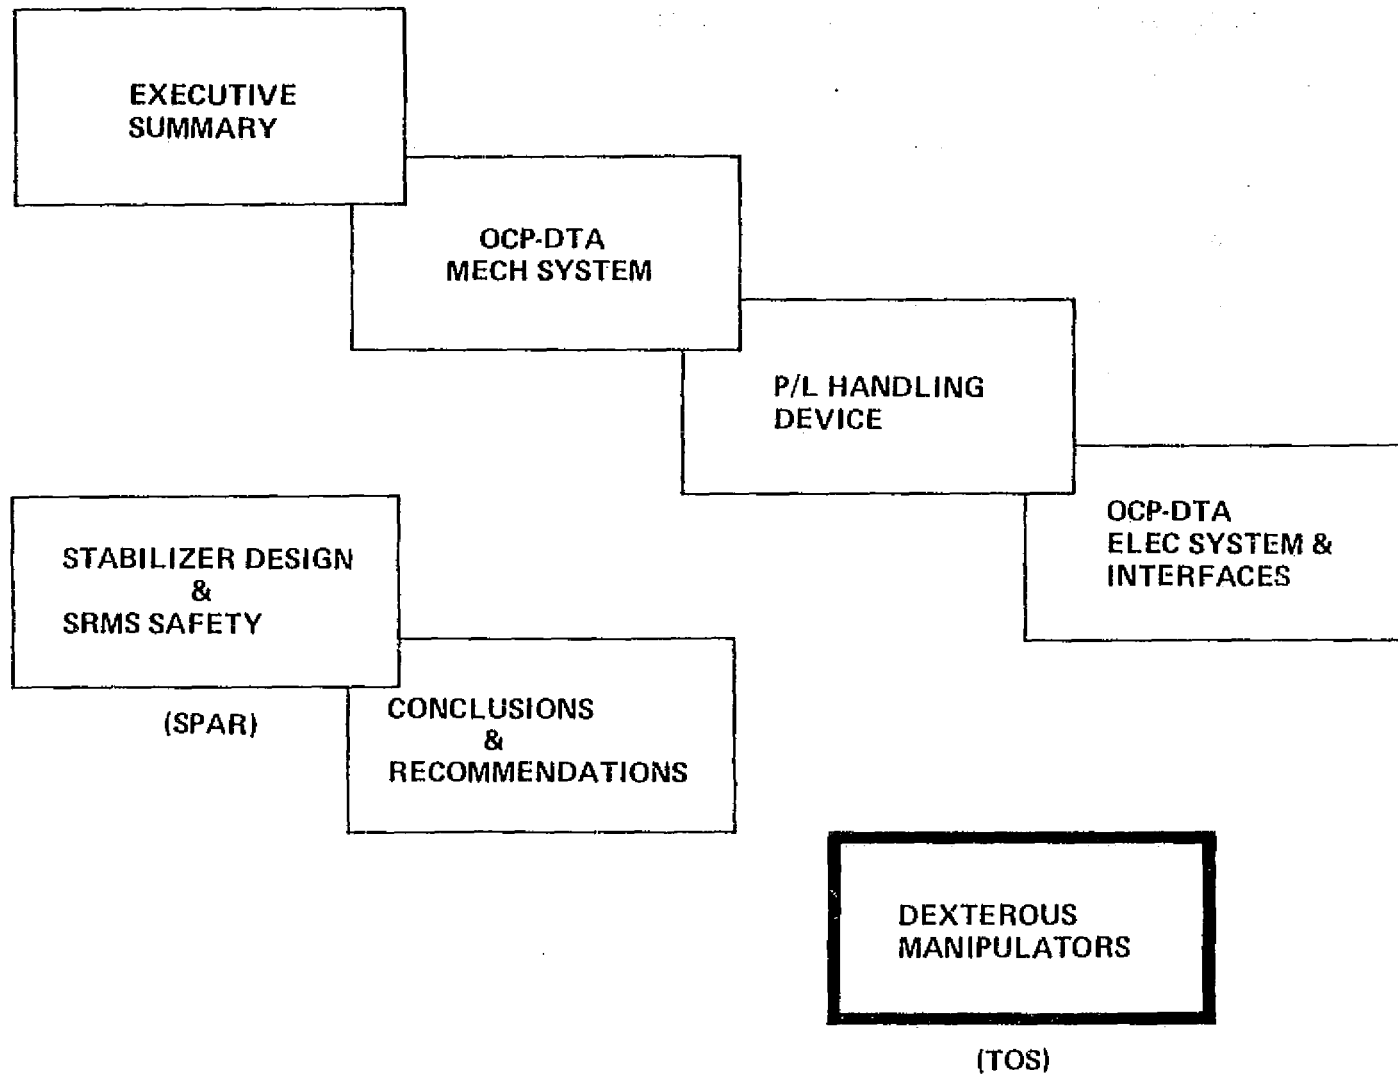 EXECUTIVE
SUMMARY
OCP-DTA
MECH SYSTEM
P/L HANDLING
DEVICE
OCP-DTA
ELEC SYSTEM &
INTERFACES
STABILIZER DESIGN
&
SRMS SAFETY
(SPAR)
CONCLUSIONS
&
RECOMMENDATIONS
DEXTEROUS
MANIPULATORS
(TOS)